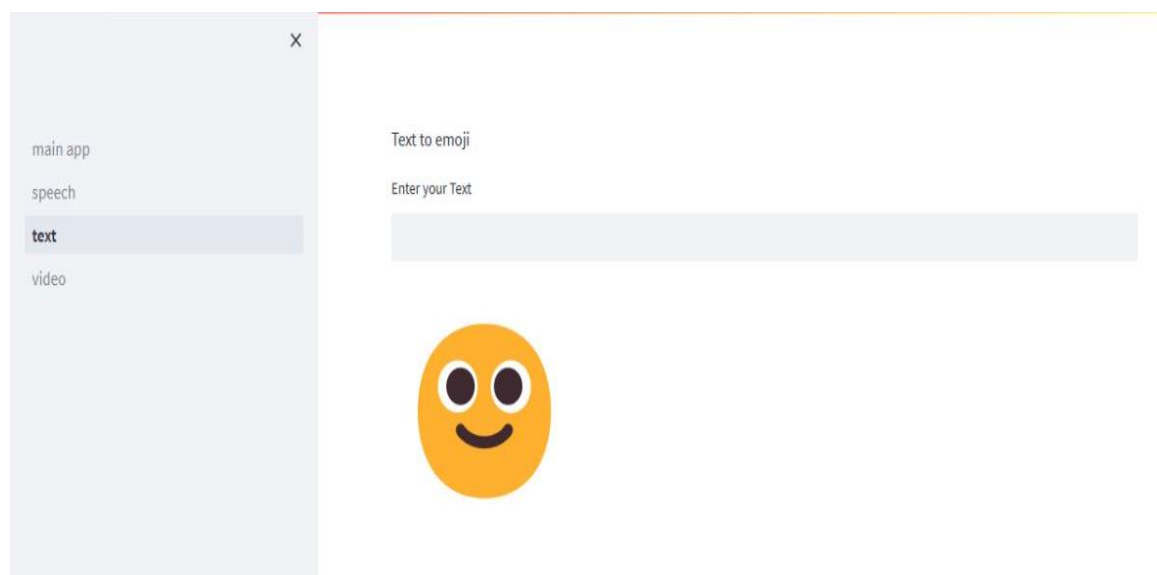 X
main app
speech
text
video
Text to emoji
Enter your Text